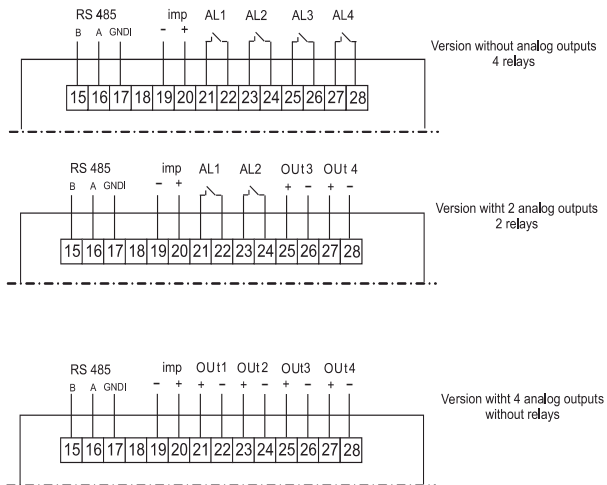 RS 485 imp AL1 AL2 AL3 AL4
B A GNDI - +
Version without analog outputs
4 relays
15 16 17 18 19 20 21 22 23 24 25 26 27 28
RS 485 imp AL1 AL2 OUt3 OUt 4
B A GNDI - + + - + -
Version witht 2 analog outputs
2 relays
15 16 17 18 19 20 21 22 23 24 25 26 27 28
RS 485 imp OUt1 OUt2 OUt3 OUt4
B A GNDI - + + - + - + - + -
Version witht 4 analog outputs
without relays
15 16 17 18 19 20 21 22 23 24 25 26 27 28